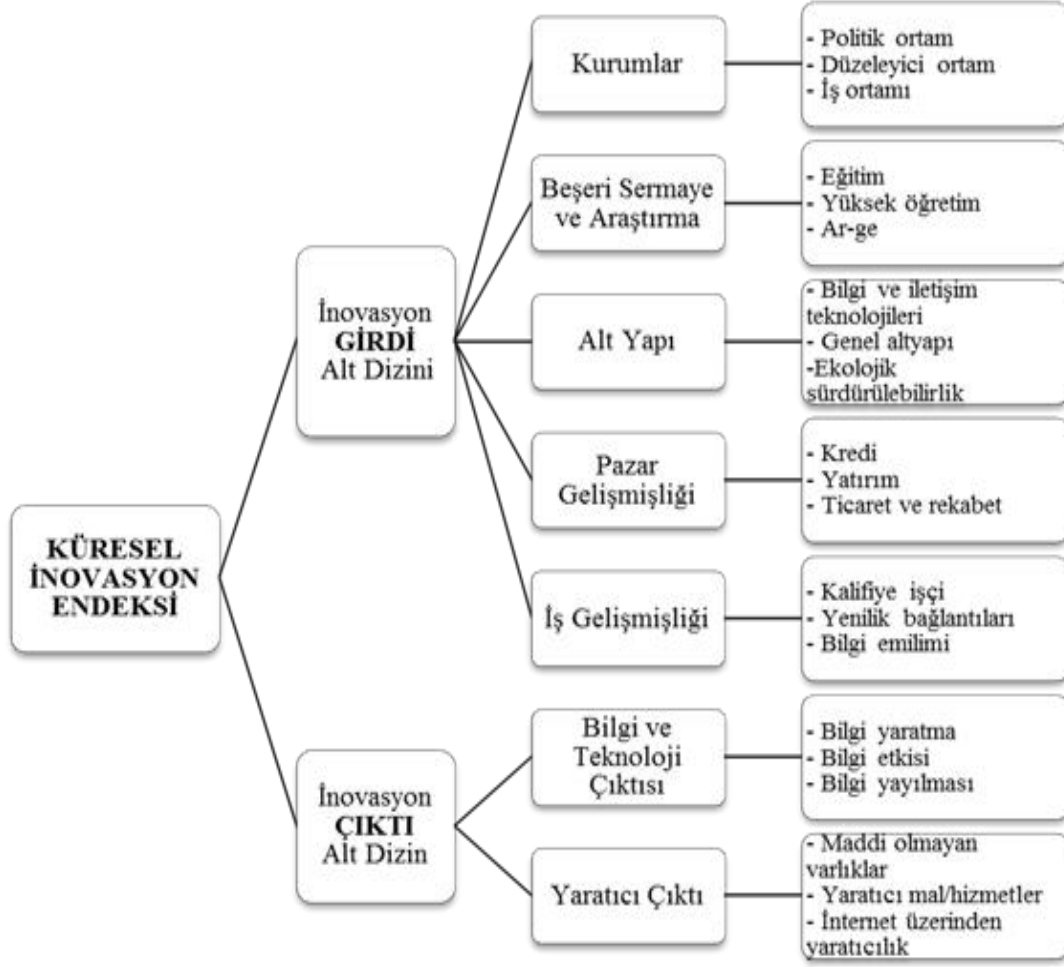 KÜRESEL
İNOVASYON
ENDEKSİ
İnovasyon
GİRDİ
Alt Dizini
Kurumlar
- Politik ortam
- Düzeleyici ortam
- İş ortamı
Beşeri Sermaye
ve Araştırma
- Eğitim
- Yüksek öğretim
- Ar-ge
Alt Yapı
- Bilgi ve iletişim
teknolojileri
- Genel altyapı
-Ekolojik
sürdürülebilirlik
Pazar
Gelişmişliği
- Kredi
- Yatırım
- Ticaret ve rekabet
İş Gelişmişliği
- Kalifiye işçi
- Yenilik bağlantıları
- Bilgi emilimi
İnovasyon
ÇIKTI
Alt Dizin
Bilgi ve
Teknoloji
Çıktısı
- Bilgi yaratma
- Bilgi etkisi
- Bilgi yayılması
Yaratıcı Çıktı
- Maddi olmayan
varlıklar
- Yaratıcı mal/hizmetler
- İnternet üzerinden
yaratıcılık